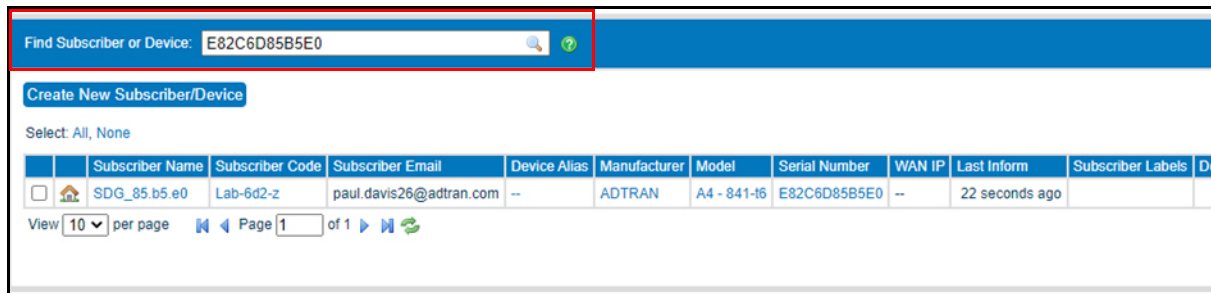 Find Subscriber or Device: E82C6D85B5E0
Create New Subscriber/Device
Select: All, None
Subscriber Name Subscriber Code Subscriber Email Device Alias Manufacturer Model Serial Number WAN IP Last Inform Subscriber Labels
SDG_85.b5.e0 Lab-6d2-z paul.davis26@adtran.com -- ADTRAN A4 - 841-t6 E82C6D85B5E0 -- 22 seconds ago
View 10 per page Page 1 of 1